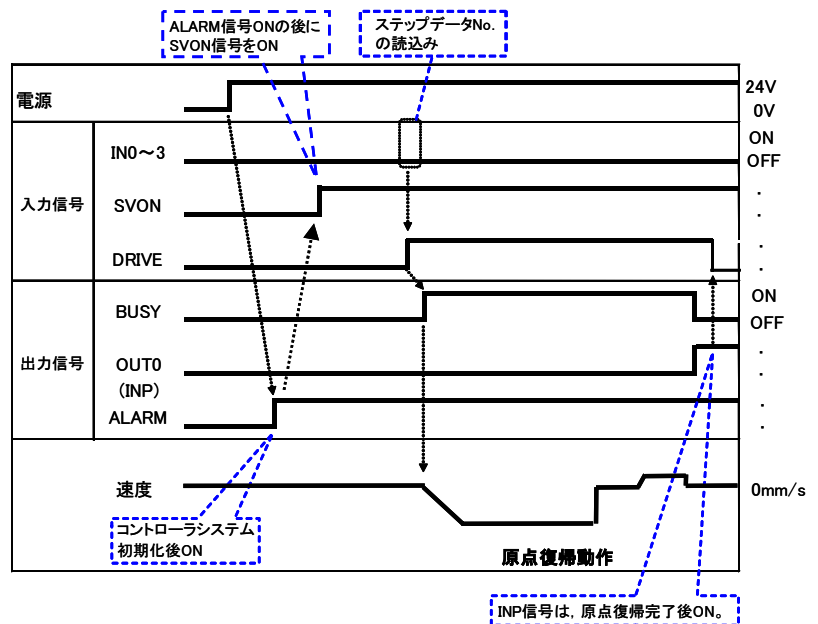 ALARM信号ONの後に
SVON信号をON
ステップデータNo.
の読込み
電源
24V
0V
入力信号
IN0～3
ON
OFF
SVON
DRIVE
出力信号
BUSY
ON
OFF
OUT0
(INP)
ALARM
速度
0mm/s
コントローラシステム
初期化後ON
原点復帰動作
INP信号は, 原点復帰完了後ON。